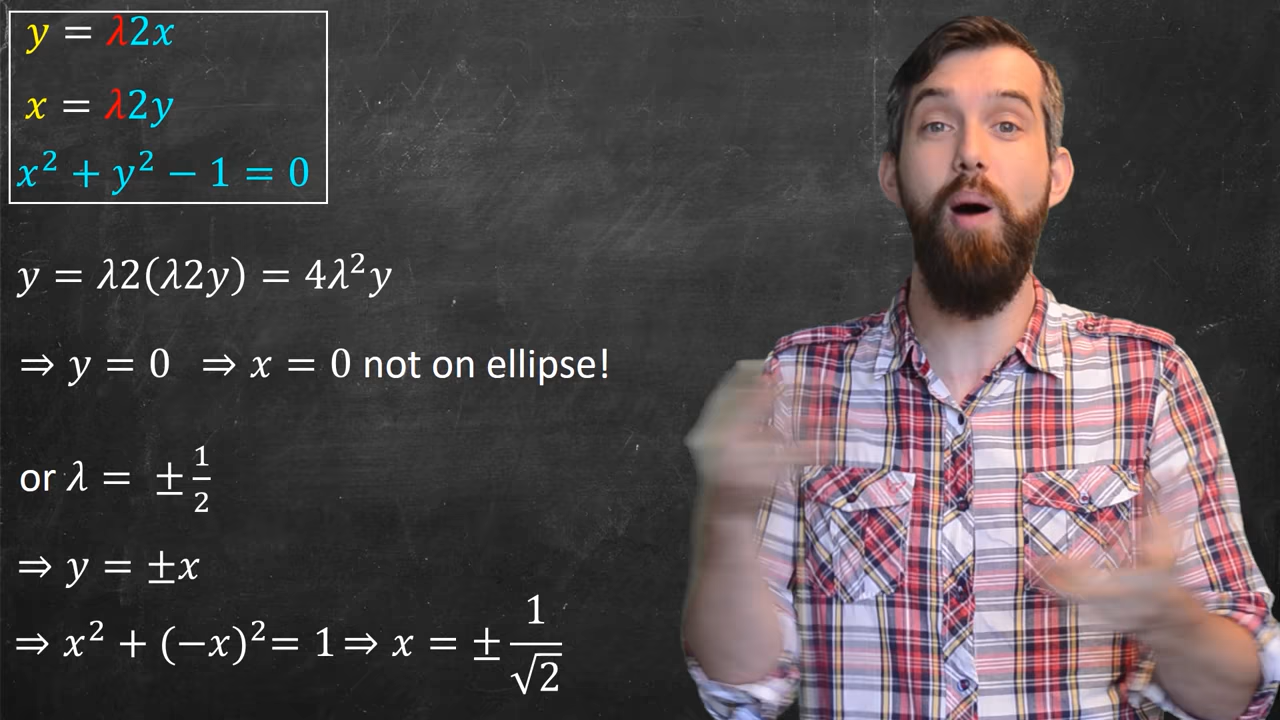 y = λ2x
x = λ2y
x² + y² − 1 = 0
y = λ2(λ2y) = 4λ²y
⇒ y = 0 ⇒ x = 0 not on ellipse!
or λ = ± 1/2
⇒ y = ±x
⇒ x² + (−x)² = 1 ⇒ x = ± 1/√2